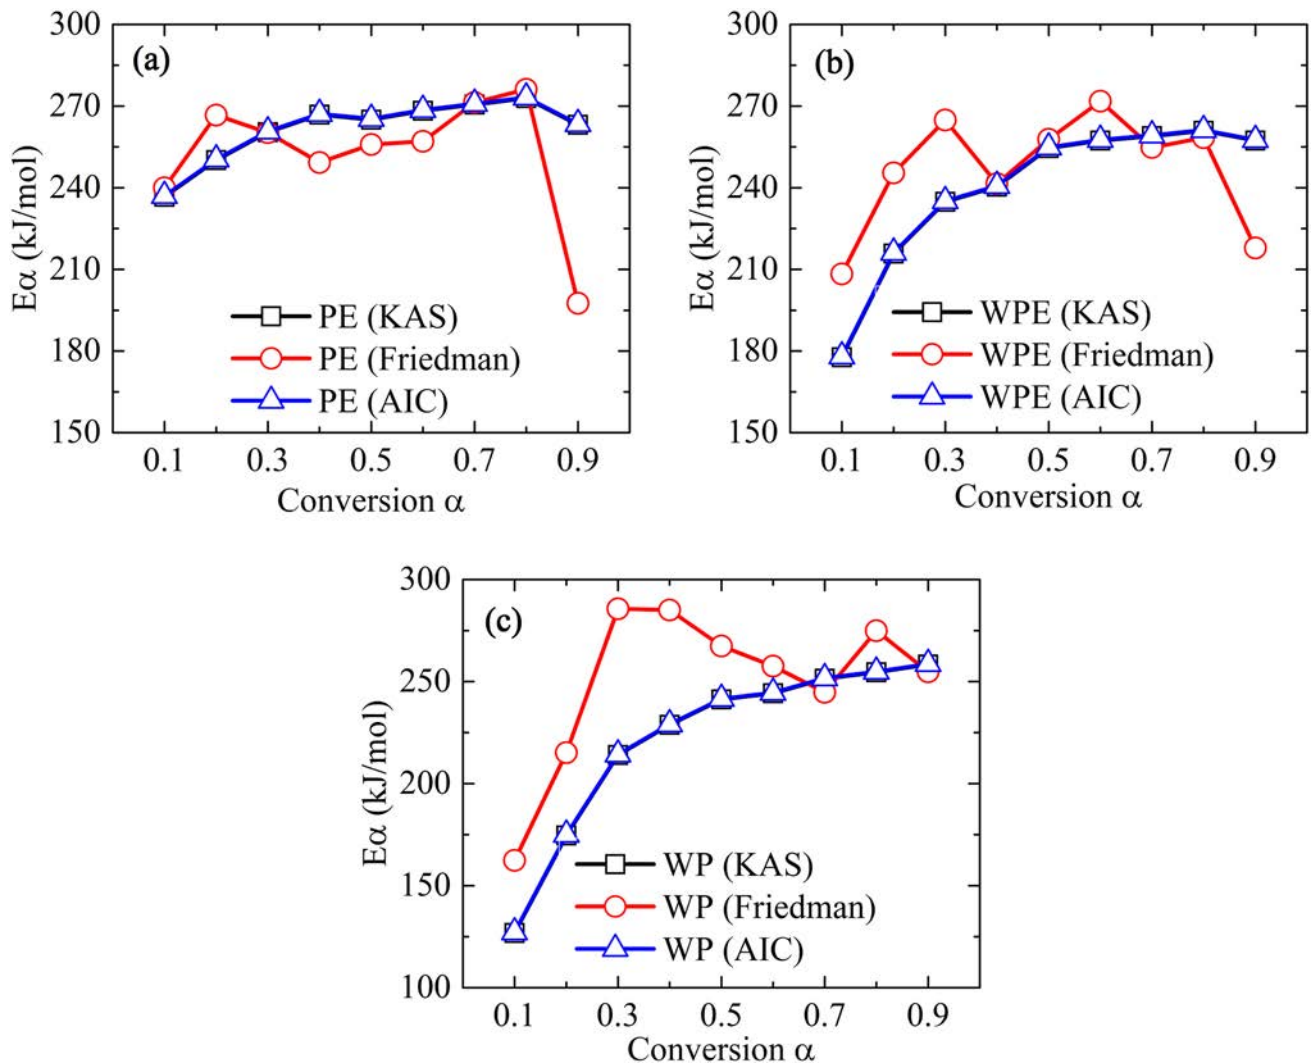 (a)
300
270
240
210
180
150
Eα (kJ/mol)
PE (KAS)
PE (Friedman)
PE (AIC)
0.1 0.3 0.5 0.7 0.9
Conversion α
(b)
300
270
240
210
180
150
Eα (kJ/mol)
WPE (KAS)
WPE (Friedman)
WPE (AIC)
0.1 0.3 0.5 0.7 0.9
Conversion α
(c)
300
250
200
150
100
Eα (kJ/mol)
WP (KAS)
WP (Friedman)
WP (AIC)
0.1 0.3 0.5 0.7 0.9
Conversion α